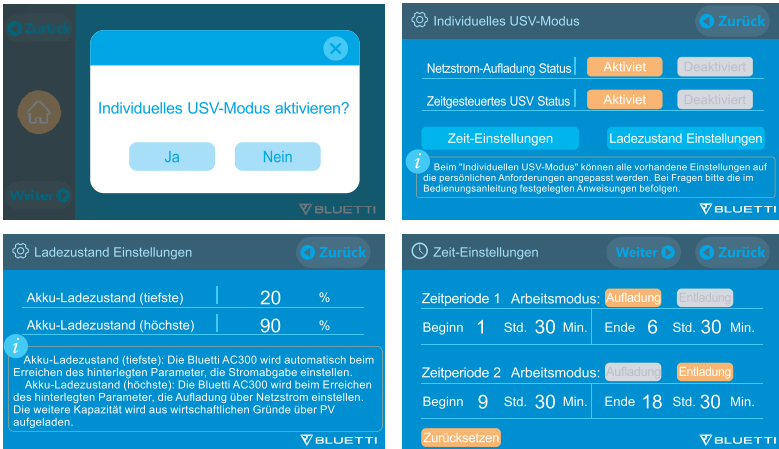 Zurück
Individuelles USV-Modus aktivieren?
Ja
Nein
Weiter
BLUETTI
Individuelles USV-Modus
Zurück
Netzstrom-Aufladung Status
Aktiviet
Deaktiviert
Zeitgesteuertes USV Status
Aktiviet
Deaktiviert
Zeit-Einstellungen
Ladezustand Einstellungen
i
Beim "Individuellen USV-Modus" können alle vorhandene Einstellungen auf
die persönlichen Anforderungen angepasst werden. Bei Fragen bitte die im
Bedienungsanleitung festgelegten Anweisungen befolgen.
BLUETTI
Ladezustand Einstellungen
Zurück
Akku-Ladezustand (tiefste) 20 %
Akku-Ladezustand (höchste) 90 %
i
Akku-Ladezustand (tiefste): Die Bluetti AC300 wird automatisch beim
Erreichen des hinterlegten Parameter, die Stromabgabe einstellen.
Akku-Ladezustand (höchste): Die Bluetti AC300 wird beim Erreichen
des hinterlegten Parameter, die Aufladung über Netzstrom einstellen.
Die weitere Kapazität wird aus wirtschaftlichen Gründe über PV
aufgeladen.
BLUETTI
Zeit-Einstellungen
Weiter
Zurück
Zeitperiode 1 Arbeitsmodus: Aufladung Entladung
Beginn 1 Std. 30 Min. Ende 6 Std. 30 Min.
Zeitperiode 2 Arbeitsmodus: Aufladung Entladung
Beginn 9 Std. 30 Min. Ende 18 Std. 30 Min.
Zurücksetzen
BLUETTI